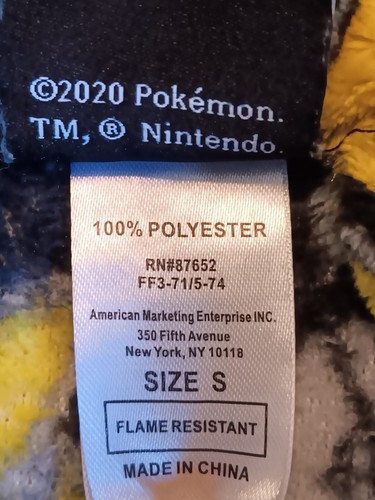 ©2020 Pokémon.
TM, ® Nintendo.
100% POLYESTER
RN#87652
FF3-71/5-74
American Marketing Enterprise INC.
350 Fifth Avenue
New York, NY 10118
SIZE S
FLAME RESISTANT
MADE IN CHINA